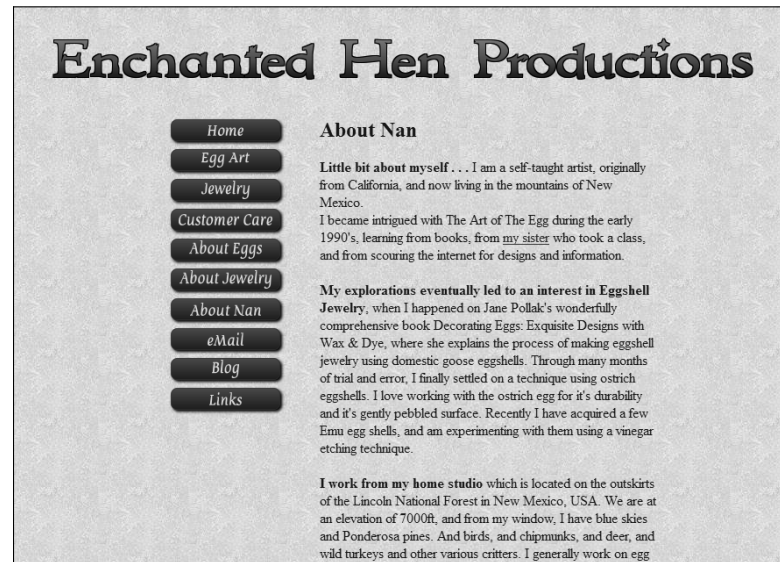 Enchanted Hen Productions
Home
Egg Art
Jewelry
Customer Care
About Eggs
About Jewelry
About Nan
eMail
Blog
Links
About Nan
Little bit about myself . . . I am a self-taught artist, originally
from California, and now living in the mountains of New
Mexico.
I became intrigued with The Art of The Egg during the early
1990's, learning from books, from my sister who took a class,
and from scouring the internet for designs and information.
My explorations eventually led to an interest in Eggshell
Jewelry, when I happened on Jane Pollak's wonderfully
comprehensive book Decorating Eggs: Exquisite Designs with
Wax & Dye, where she explains the process of making eggshell
jewelry using domestic goose eggshells. Through many months
of trial and error, I finally settled on a technique using ostrich
eggshells. I love working with the ostrich egg for it's durability
and it's gently pebbled surface. Recently I have acquired a few
Emu egg shells, and am experimenting with them using a vinegar
etching technique.
I work from my home studio which is located on the outskirts
of the Lincoln National Forest in New Mexico, USA. We are at
an elevation of 7000ft, and from my window, I have blue skies
and Ponderosa pines. And birds, and chipmunks, and deer, and
wild turkeys and other various critters. I generally work on egg